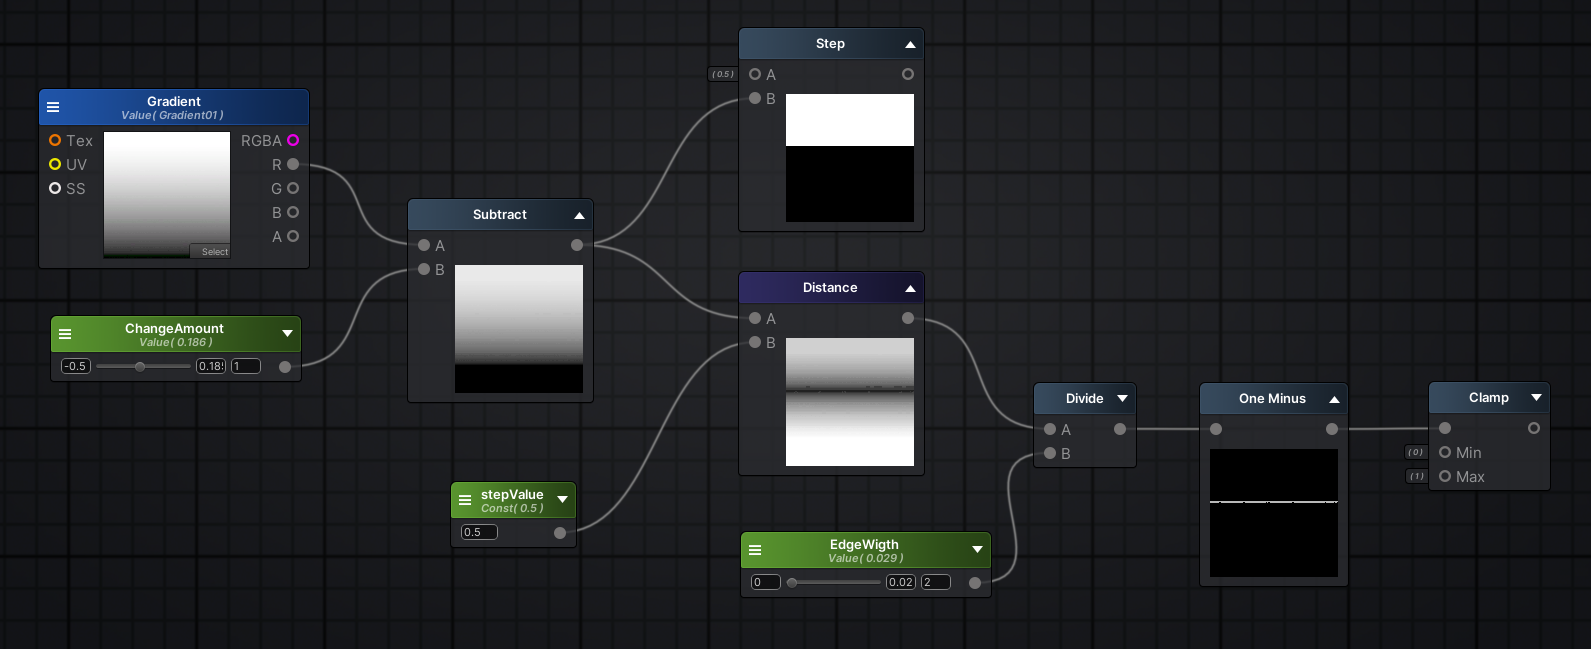 Step
( 0.5 )
A
B
Gradient
Value( Gradient01 )
Tex
RGBA
UV
R
SS
G
B
A
Select
Subtract
A
B
ChangeAmount
Value( 0.186 )
-0.5
0.18
1
Distance
A
B
stepValue
Const( 0.5 )
0.5
EdgeWigth
Value( 0.029 )
0
0.02
2
Divide
A
B
One Minus
Clamp
( 0 )
Min
( 1 )
Max